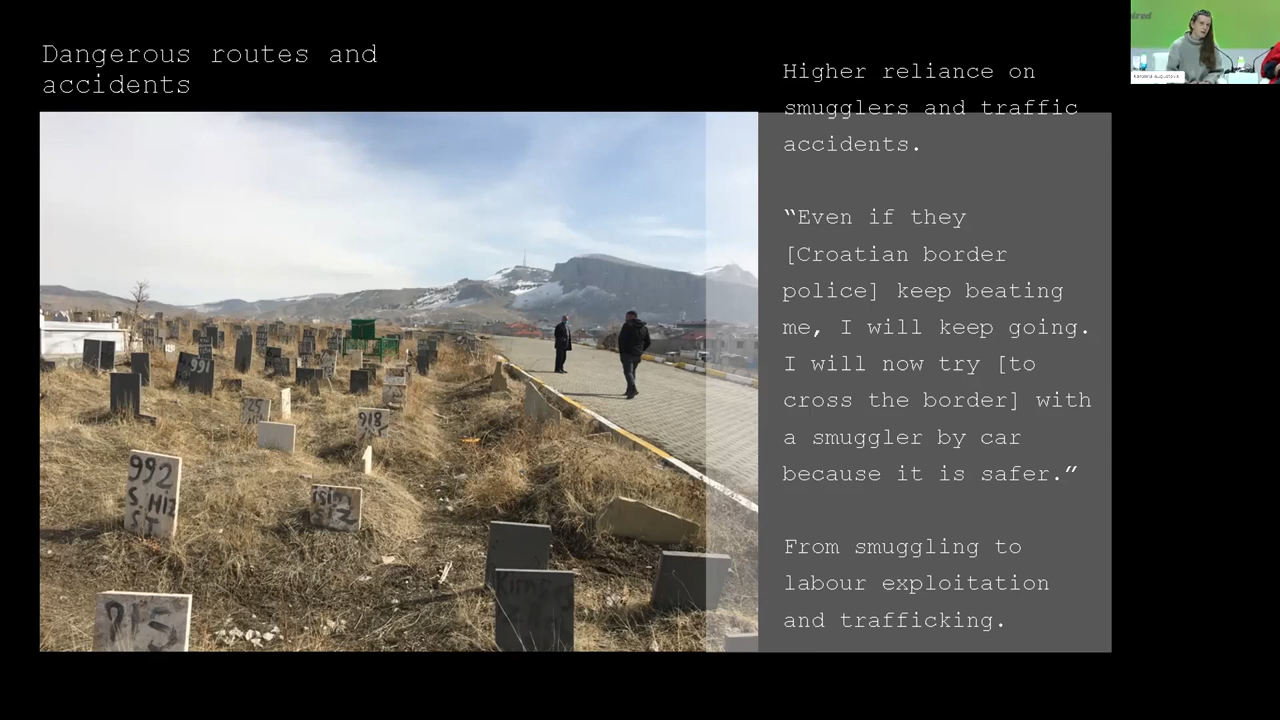 Dangerous routes and
accidents
Higher reliance on
smugglers and traffic
accidents.
“Even if they
[Croatian border
police] keep beating
me, I will keep going.
I will now try [to
cross the border] with
a smuggler by car
because it is safer.”
From smuggling to
labour exploitation
and trafficking.
991
918
992
S. HİZ
S.T
915